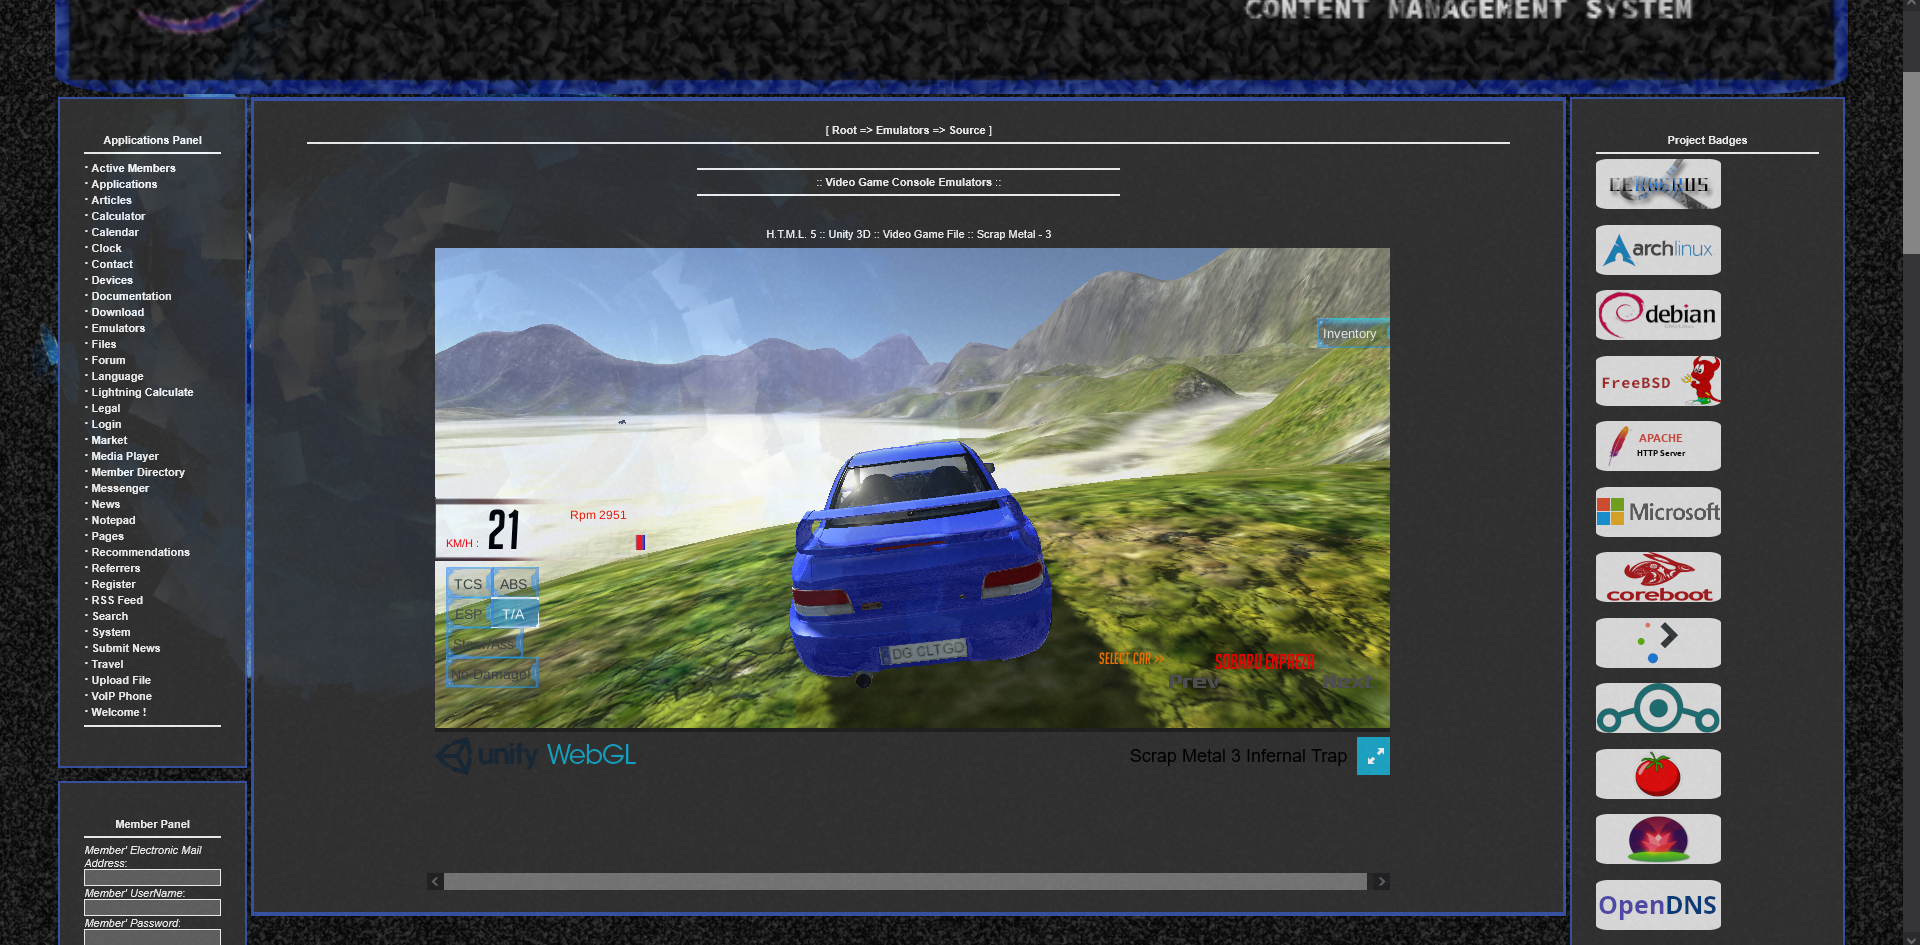 CONTENT MANAGEMENT SYSTEM
Applications Panel
· Active Members
· Applications
· Articles
· Calculator
· Calendar
· Clock
· Contact
· Devices
· Documentation
· Download
· Emulators
· Files
· Forum
· Language
· Lightning Calculate
· Legal
· Login
· Market
· Media Player
· Member Directory
· Messenger
· News
· Notepad
· Pages
· Recommendations
· Referrers
· Register
· RSS Feed
· Search
· System
· Submit News
· Travel
· Upload File
· VoIP Phone
· Welcome !
Member Panel
Member' Electronic Mail
Address:
Member' UserName:
Member' Password:
[ Root => Emulators => Source ]
:: Video Game Console Emulators ::
H.T.M.L. 5 :: Unity 3D :: Video Game File :: Scrap Metal - 3
Inventory
Rpm 2951
KM/H : 21
TCS ABS
ESP T/A
No Damage!
DG CLTGD
SELECT CAR >>
SOBARU ENPREZA
Prev Next
unity WebGL
Scrap Metal 3 Infernal Trap
Project Badges
CERBERUS
archlinux
debian
FreeBSD
APACHE
HTTP Server
Microsoft
coreboot
OpenDNS